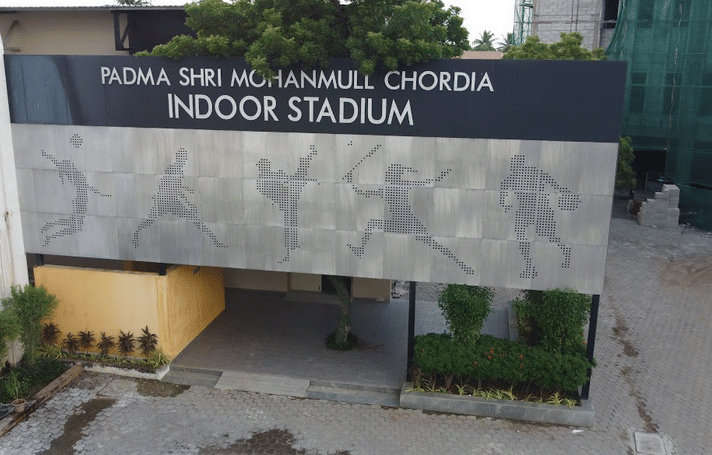 PADMA SHRI MOHANMULL CHORDIA
INDOOR STADIUM